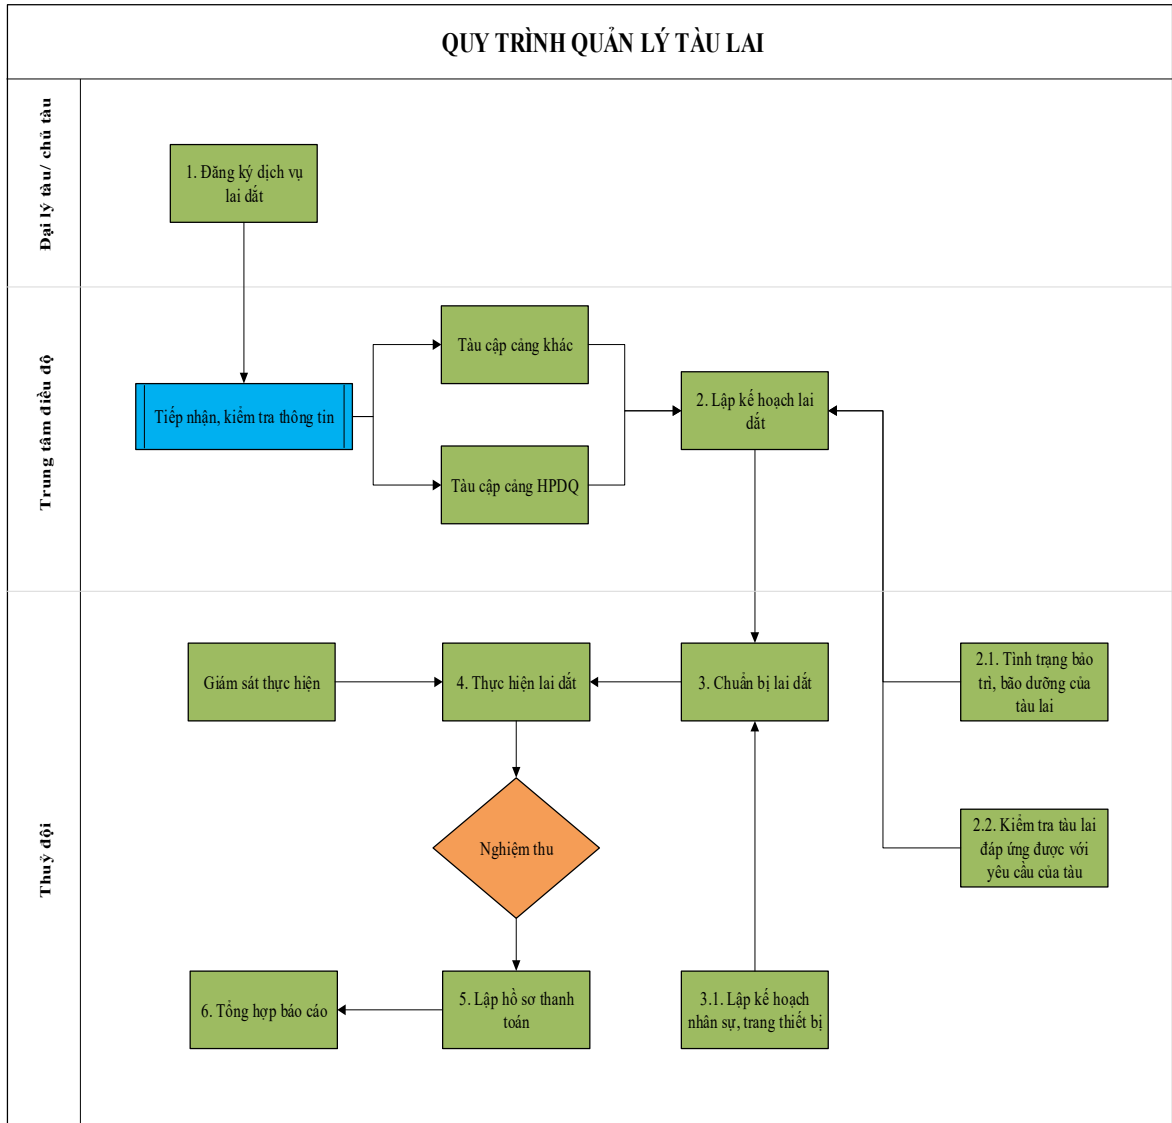 QUY TRÌNH QUẢN LÝ TÀU LAI
Đại lý tàu/ chủ tàu
1. Đăng ký dịch vụ
lai dắt
Trung tâm điều độ
Tiếp nhận, kiểm tra thông tin
Tàu cập cảng khác
Tàu cập cảng HPDQ
2. Lập kế hoạch lai
dắt
Thuỷ đội
Giám sát thực hiện
4. Thực hiện lai dắt
3. Chuẩn bị lai dắt
2.1. Tình trạng bảo
trì, bão dưỡng của
tàu lai
Nghiệm thu
2.2. Kiểm tra tàu lai
đáp ứng được với
yêu cầu của tàu
6. Tổng hợp báo cáo
5. Lập hồ sơ thanh
toán
3.1. Lập kế hoạch
nhân sự, trang thiết bị